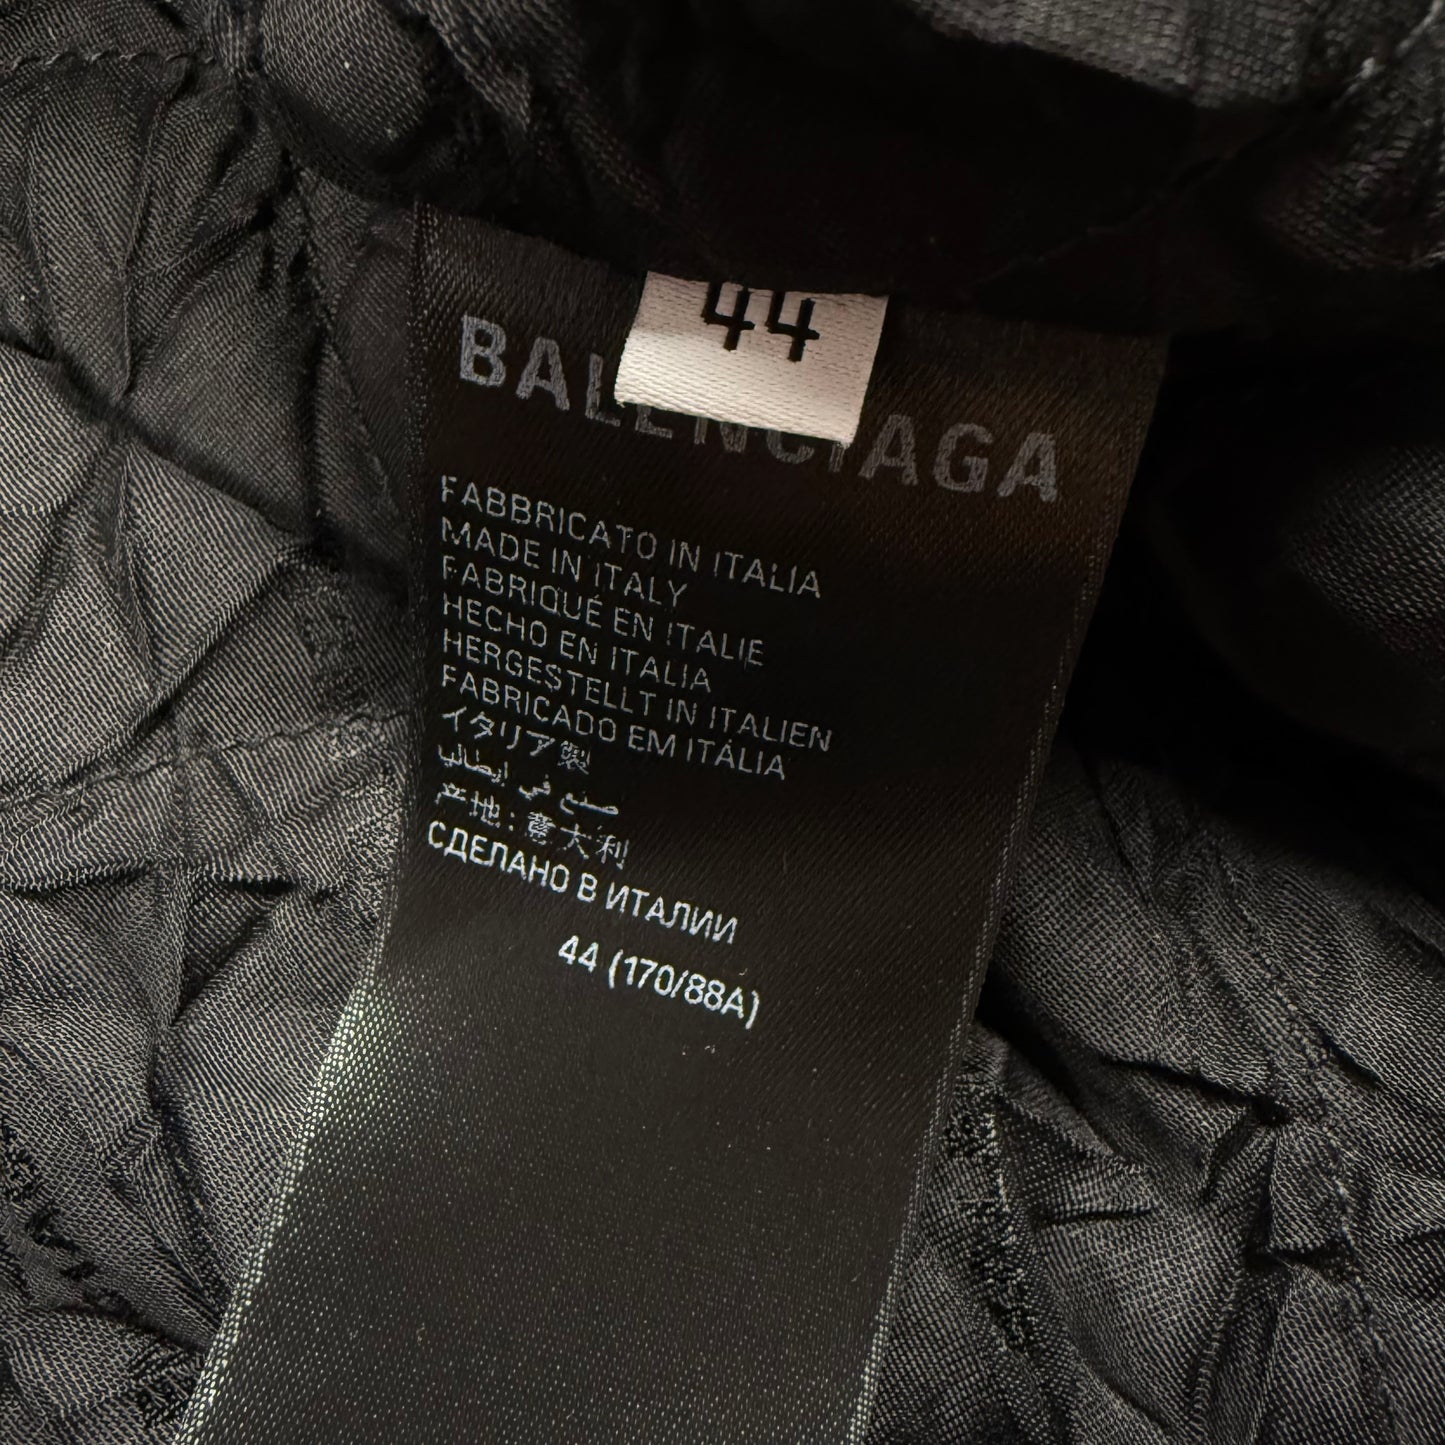 44
BALENCIAGA
FABBRICATO IN ITALIA
MADE IN ITALY
FABRIQUÉ EN ITALIE
HECHO EN ITALIA
HERGESTELLT IN ITALIEN
FABRICADO EM ITÁLIA
イタリア製
صنع في ايطاليا
产地：意大利
СДЕЛАНО В ИТАЛИИ
44 (170/88A)